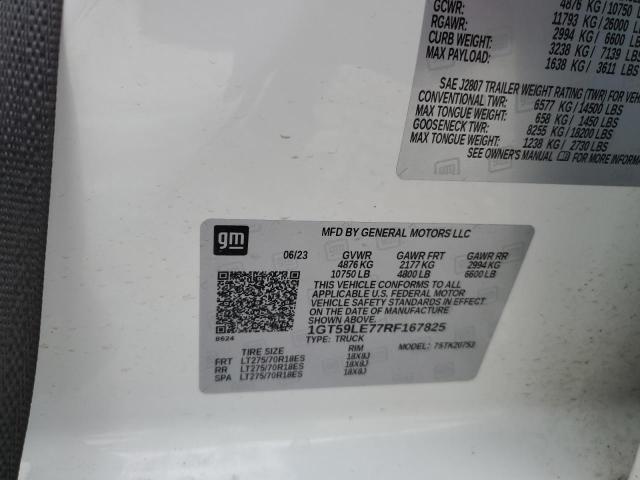 4876 KG/10750 LBS
GCWR: 11793 KG/26000 LBS
RGAWR: 2994 KG/ 6600 LBS
CURB WEIGHT: 3238 KG/ 7139 LBS
MAX PAYLOAD: 1638 KG/ 3611 LBS
SAE J2807 TRAILER WEIGHT RATING (TWR) FOR
CONVENTIONAL TWR: 6577 KG/14500 LBS
MAX TONGUE WEIGHT: 658 KG/ 1450 LBS
GOOSENECK TWR: 8255 KG/18200 LBS
MAX TONGUE WEIGHT: 1238 KG/ 2730 LBS
SEE OWNER'S MANUAL FOR MORE
gm
MFD BY GENERAL MOTORS LLC
06/23 GVWR GAWR FRT GAWR RR
4876 KG 2177 KG 2994 KG
10750 LB 4800 LB 6600 LB
THIS VEHICLE CONFORMS TO ALL
APPLICABLE U.S. FEDERAL MOTOR
VEHICLE SAFETY STANDARDS IN EFFECT
ON THE DATE OF MANUFACTURE
SHOWN ABOVE.
1GT59LE77RF167825
8624 TYPE: TRUCK MODEL: 7STK20753
TIRE SIZE RIM
FRT LT275/70R18ES 18X8J
RR LT275/70R18ES 18X8J
SPA LT275/70R18ES 18X8J